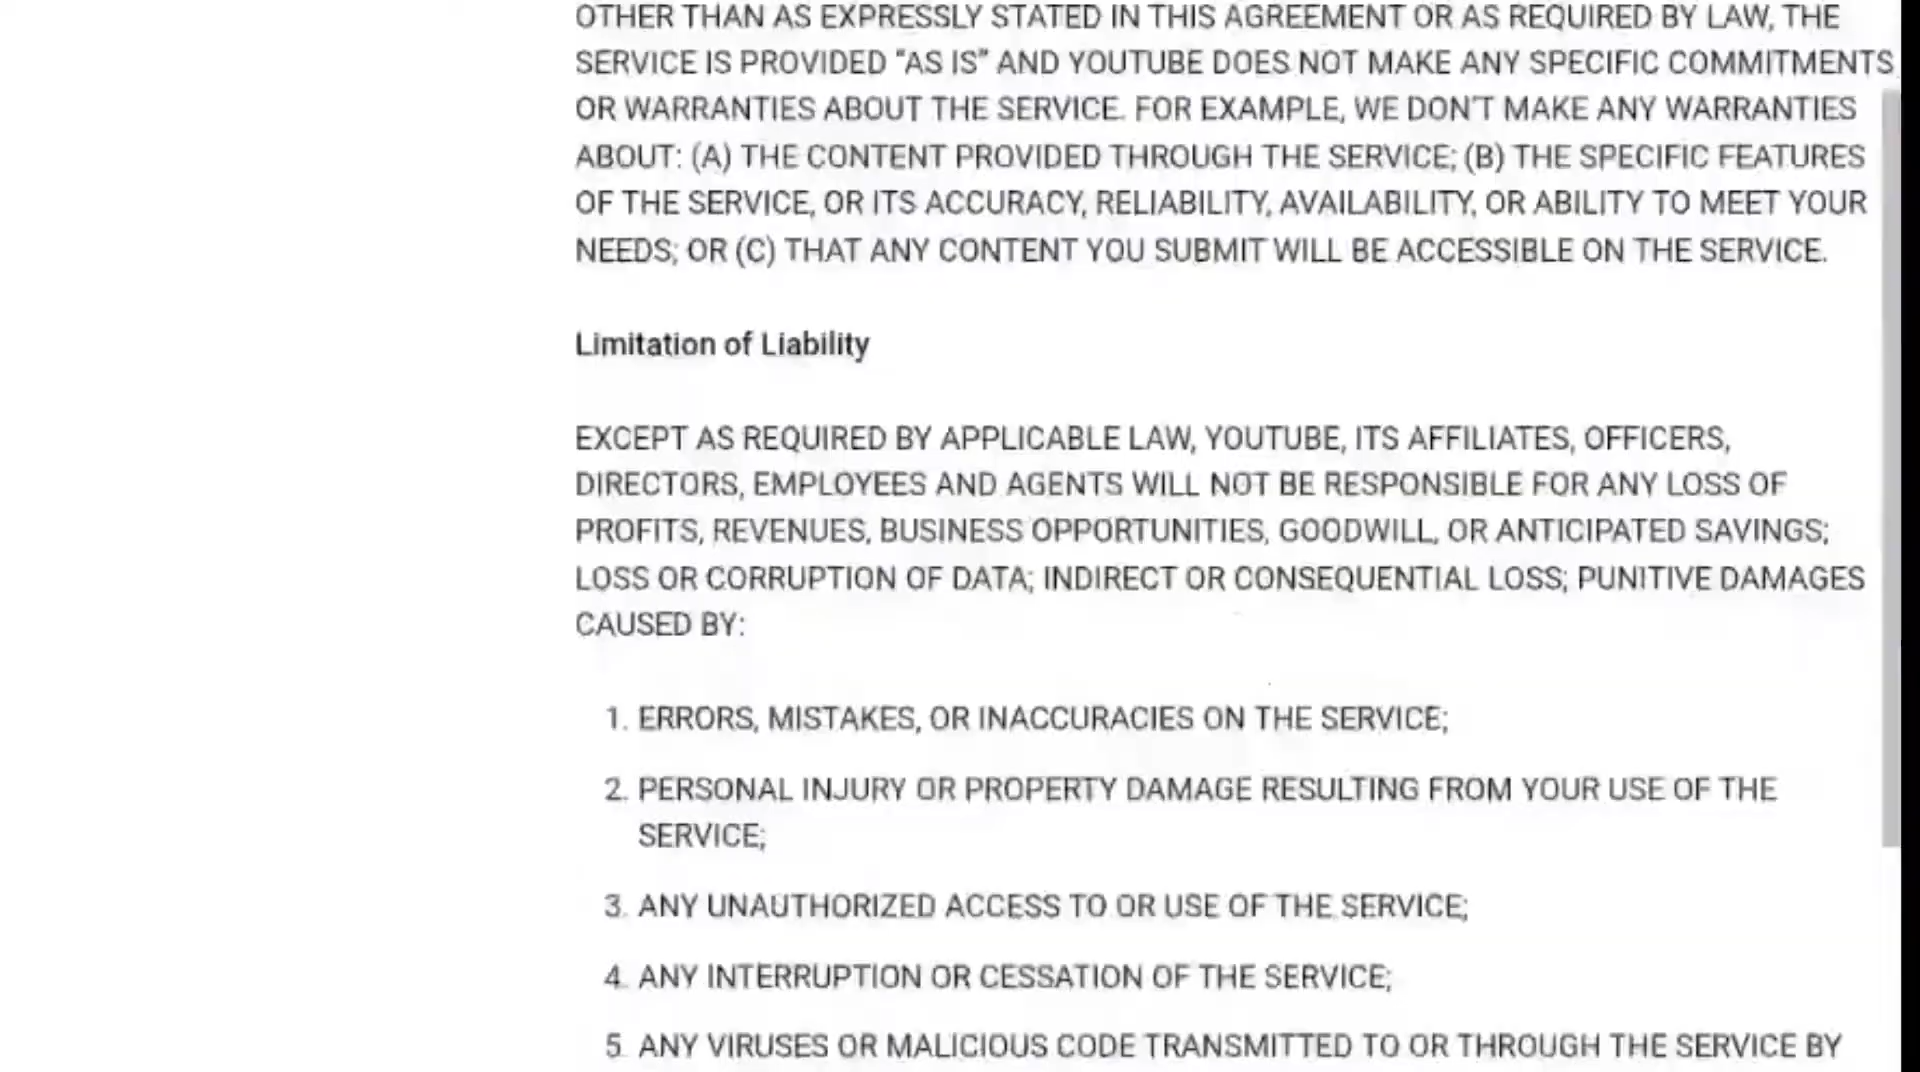 OTHER THAN AS EXPRESSLY STATED IN THIS AGREEMENT OR AS REQUIRED BY LAW, THE
SERVICE IS PROVIDED “AS IS” AND YOUTUBE DOES NOT MAKE ANY SPECIFIC COMMITMENTS
OR WARRANTIES ABOUT THE SERVICE. FOR EXAMPLE, WE DON'T MAKE ANY WARRANTIES
ABOUT: (A) THE CONTENT PROVIDED THROUGH THE SERVICE; (B) THE SPECIFIC FEATURES
OF THE SERVICE, OR ITS ACCURACY, RELIABILITY, AVAILABILITY, OR ABILITY TO MEET YOUR
NEEDS; OR (C) THAT ANY CONTENT YOU SUBMIT WILL BE ACCESSIBLE ON THE SERVICE.
Limitation of Liability
EXCEPT AS REQUIRED BY APPLICABLE LAW, YOUTUBE, ITS AFFILIATES, OFFICERS,
DIRECTORS, EMPLOYEES AND AGENTS WILL NOT BE RESPONSIBLE FOR ANY LOSS OF
PROFITS, REVENUES, BUSINESS OPPORTUNITIES, GOODWILL, OR ANTICIPATED SAVINGS;
LOSS OR CORRUPTION OF DATA; INDIRECT OR CONSEQUENTIAL LOSS; PUNITIVE DAMAGES
CAUSED BY:
1. ERRORS, MISTAKES, OR INACCURACIES ON THE SERVICE;
2. PERSONAL INJURY OR PROPERTY DAMAGE RESULTING FROM YOUR USE OF THE
SERVICE;
3. ANY UNAUTHORIZED ACCESS TO OR USE OF THE SERVICE;
4. ANY INTERRUPTION OR CESSATION OF THE SERVICE;
5. ANY VIRUSES OR MALICIOUS CODE TRANSMITTED TO OR THROUGH THE SERVICE BY